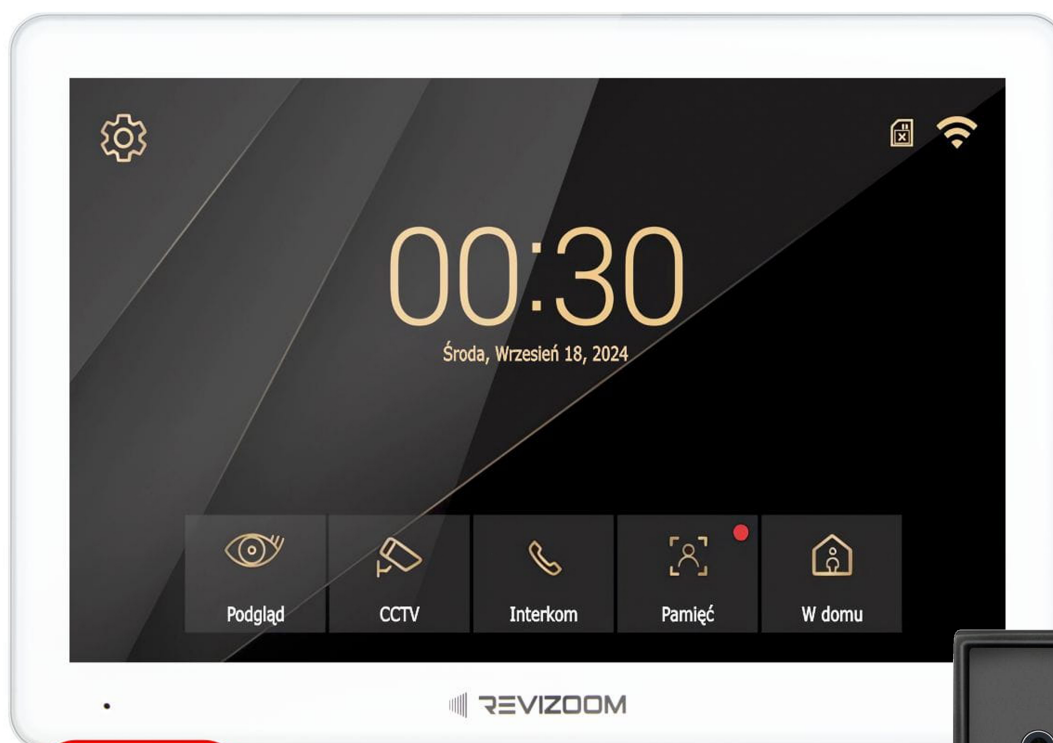 00:30
Środa, Wrzesień 18, 2024
Podgląd
CCTV
Interkom
Pamięć
W domu
REVIZOOM